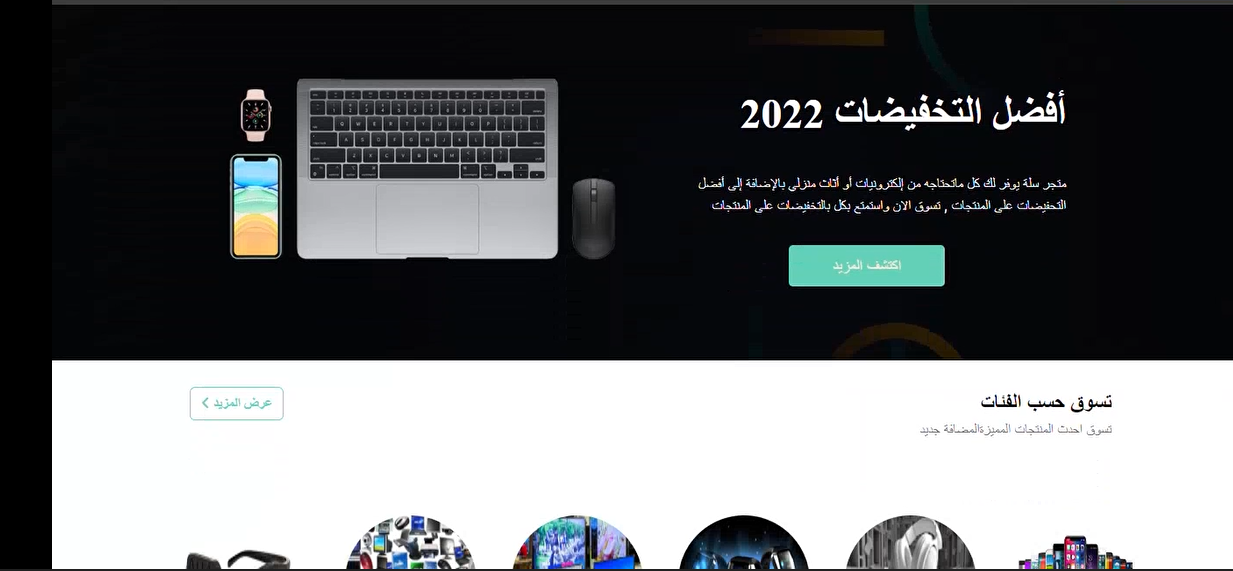 أفضل التخفيضات 2022
متجر سلة يوفر لك كل ماتحتاجه من إلكترونيات أو أثاث منزلي بالإضافة إلى أفضل
التخفيضات على المنتجات , تسوق الان واستمتع بكل بالتخفيضات على المنتجات
اكتشف المزيد
تسوق حسب الفئات
عرض المزيد
تسوق احدث المنتجات المميزةالمضافة جديد